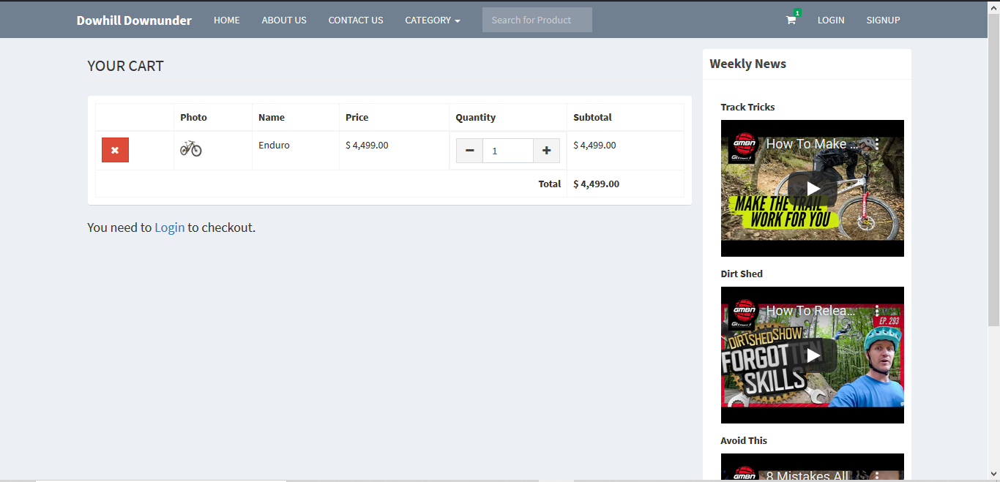 Dowhill Downunder HOME ABOUT US CONTACT US CATEGORY Search for Product 1 LOGIN SIGNUP
YOUR CART
Photo Name Price Quantity Subtotal
Enduro $ 4,499.00 1 $ 4,499.00
Total $ 4,499.00
You need to Login to checkout.
Weekly News
Track Tricks
GMBN
How To Make ...
MAKE THE TRAIL
WORK FOR YOU
Dirt Shed
GMBN
How To Relea...
EP. 293
DIRT SHED SHOW
FORGOTTEN
SKILLS
Avoid This
GMBN
8 Mistakes All